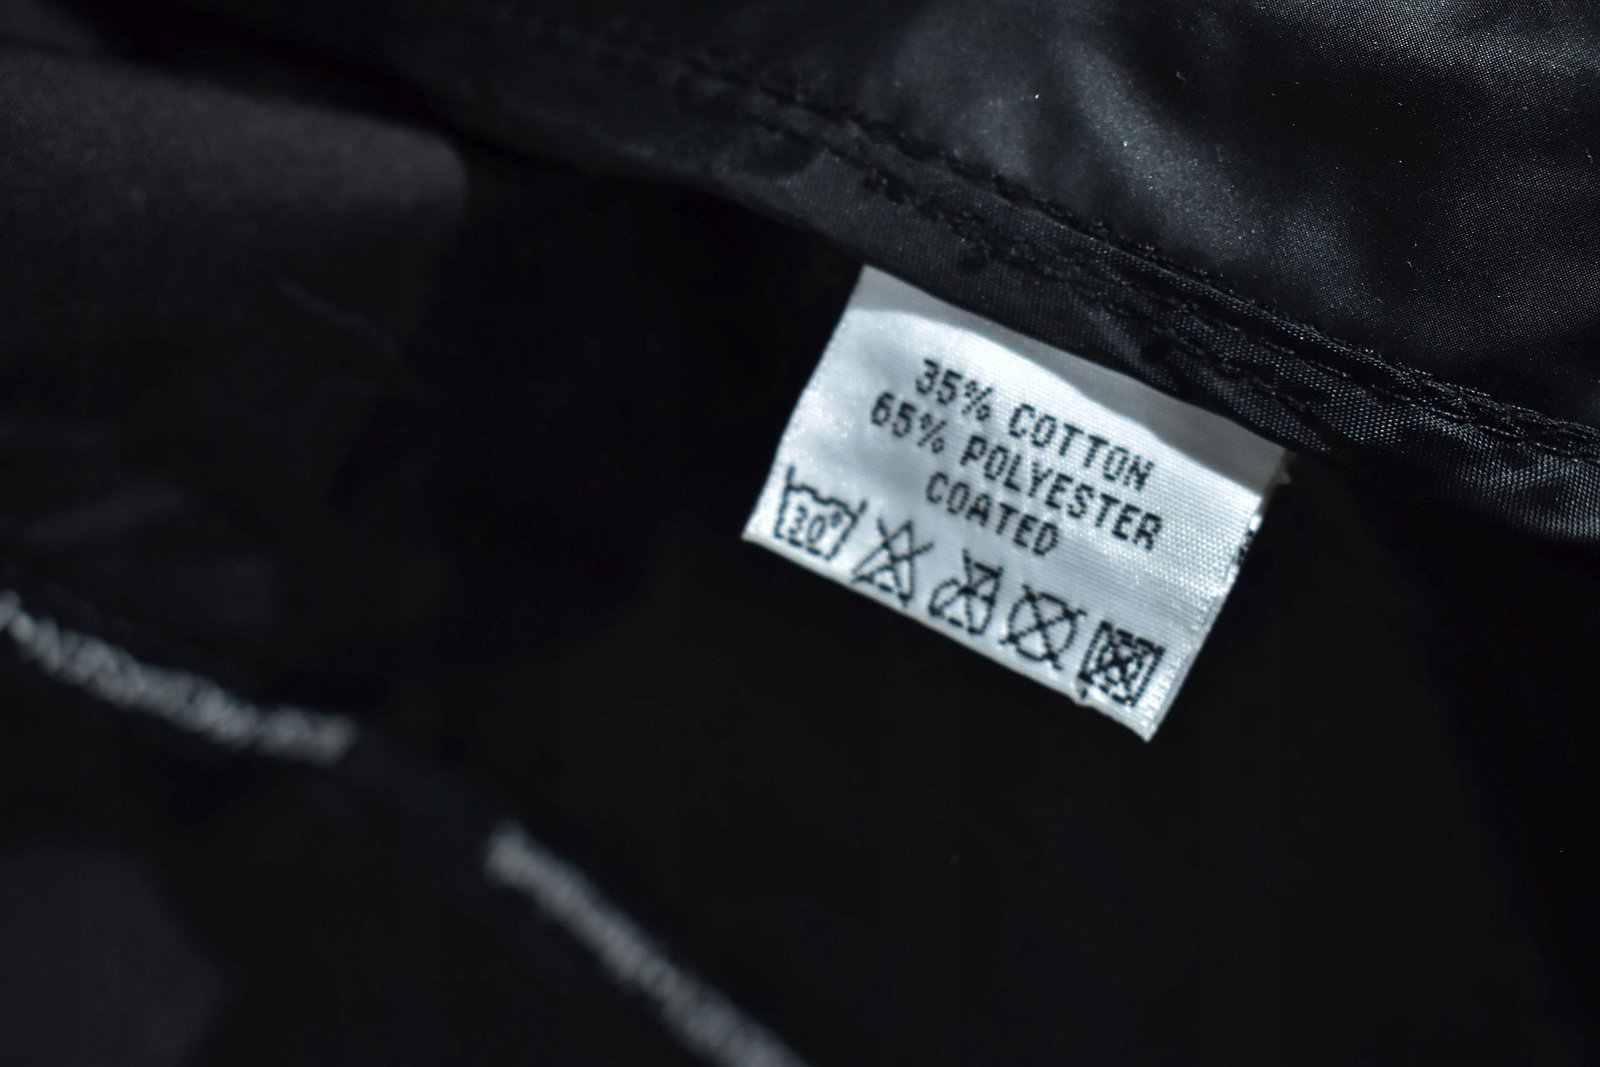 35% COTTON
65% POLYESTER
COATED
30°